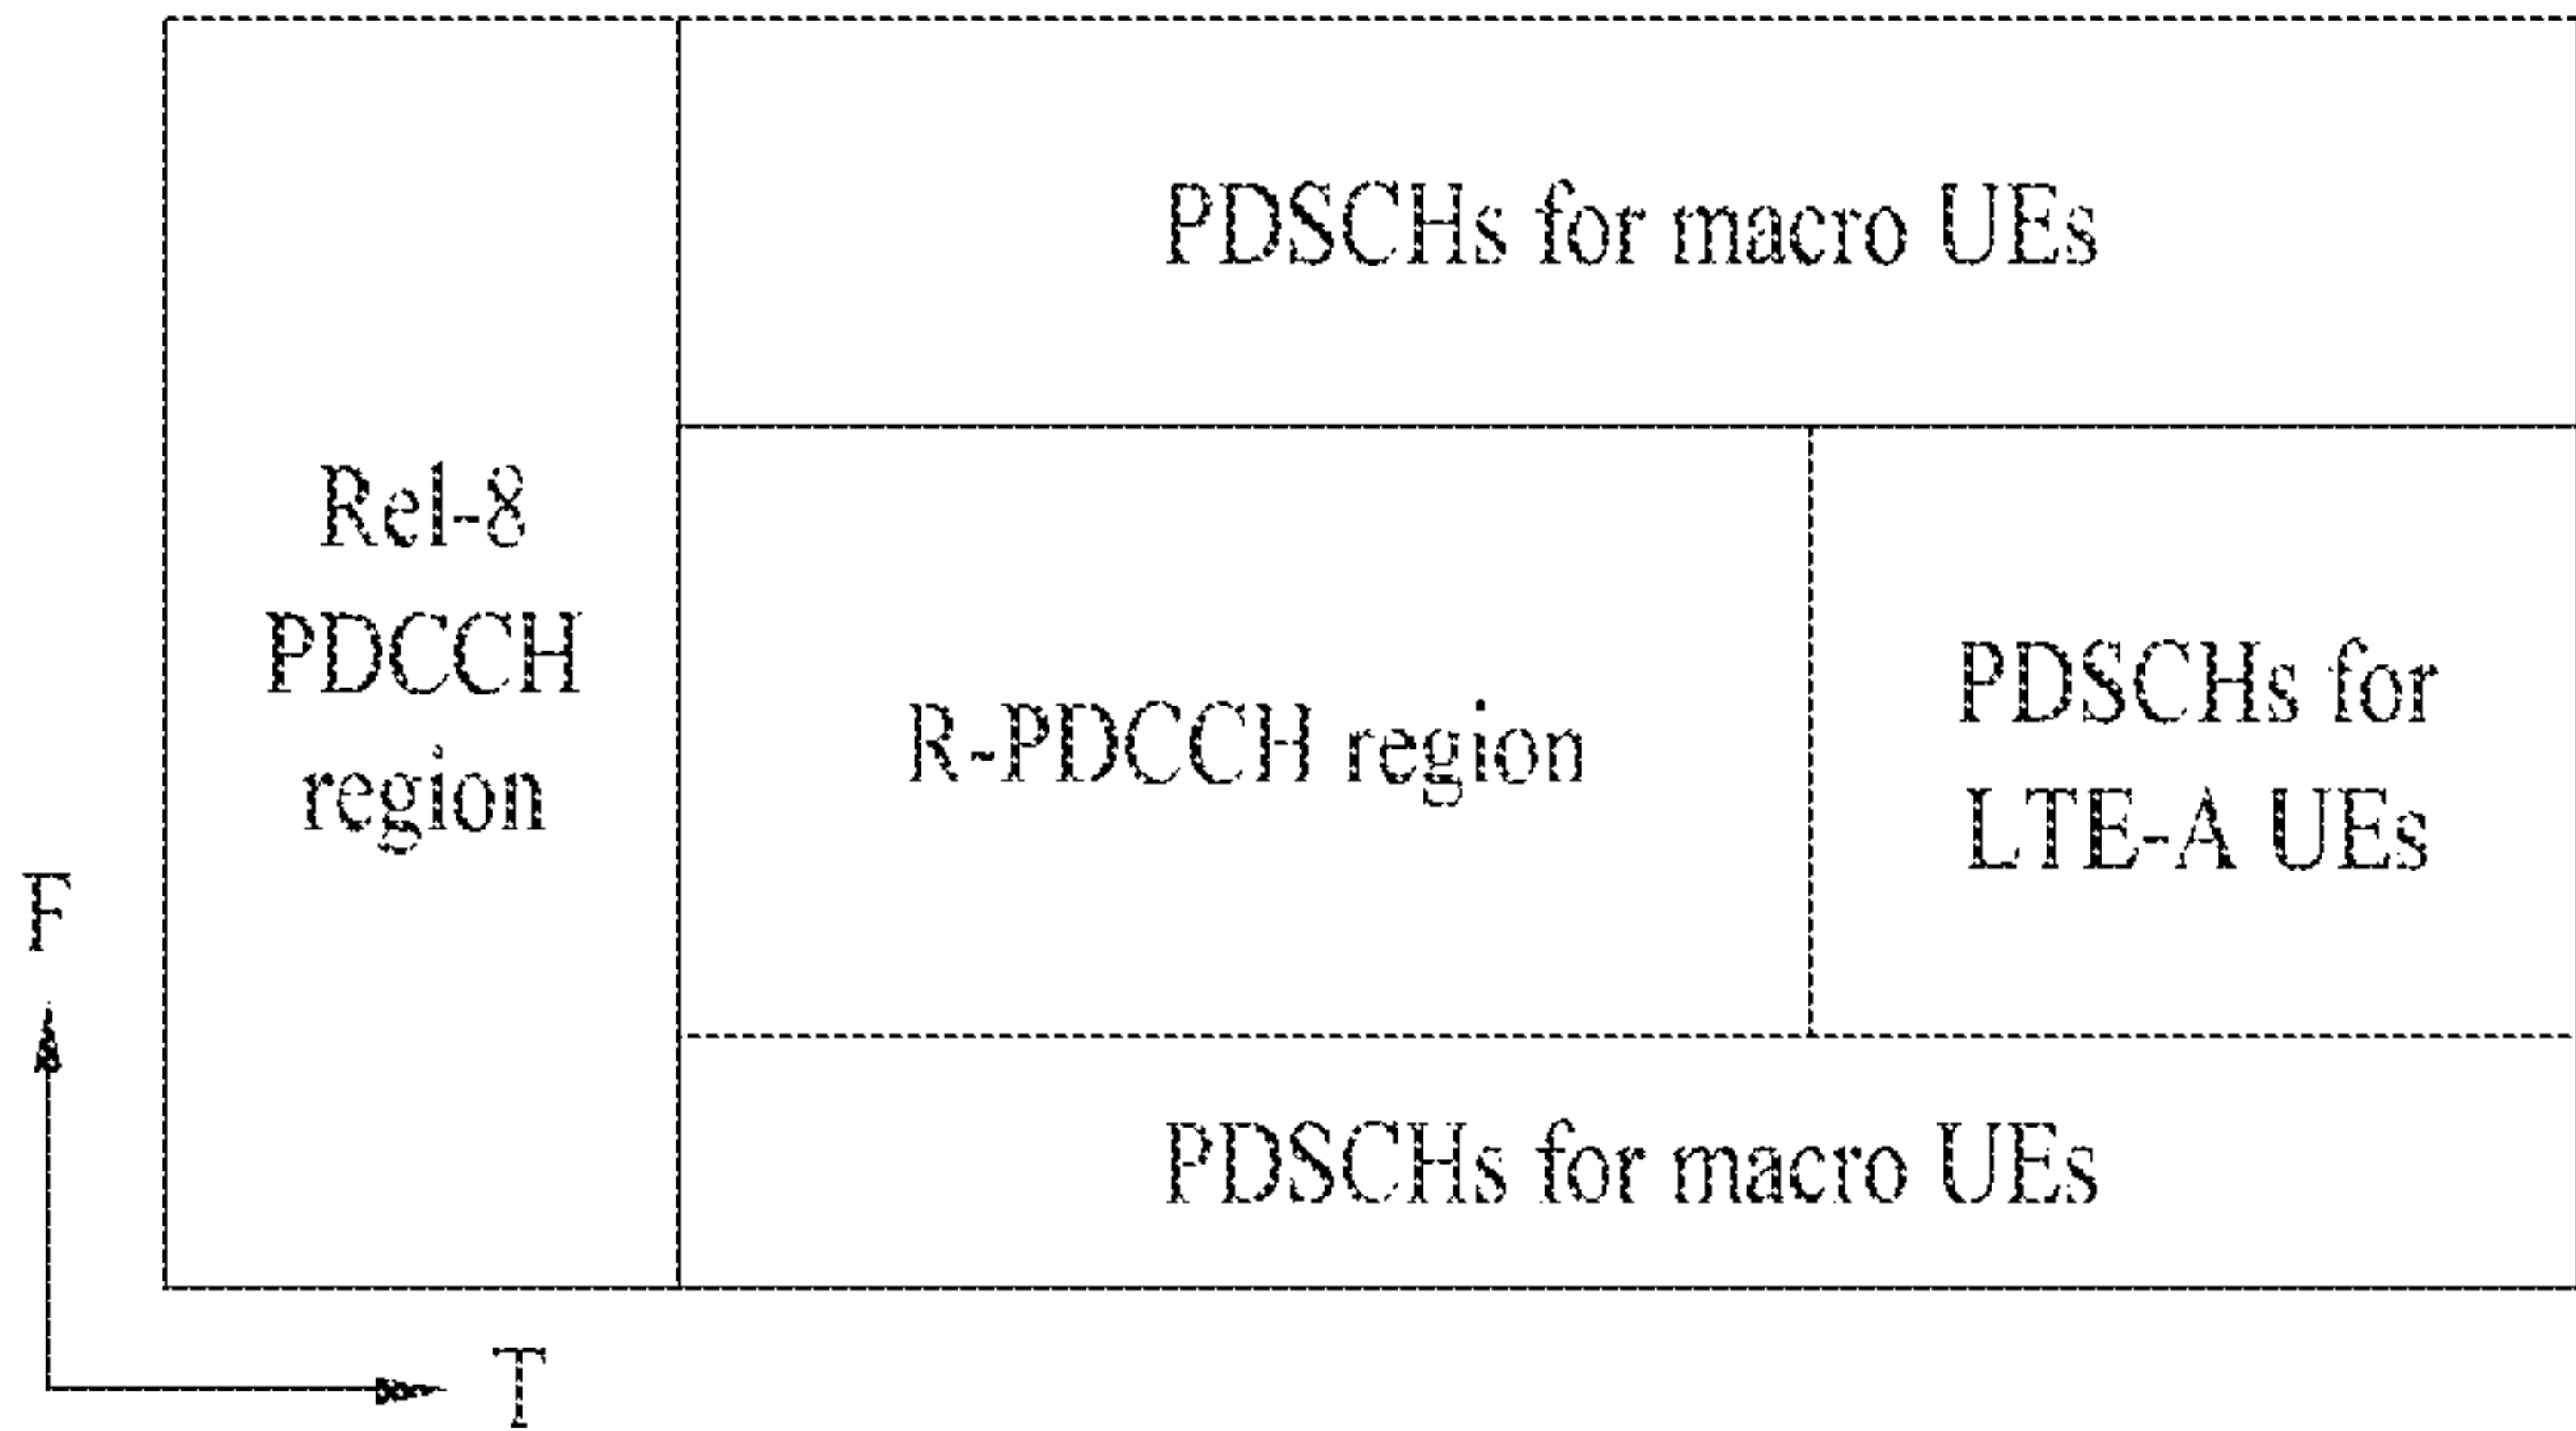 PDSCHs for macro UEs
Rel-8
PDCCH
region
R-PDCCH region
PDSCHs for
LTE-A UEs
PDSCHs for macro UEs
F
T